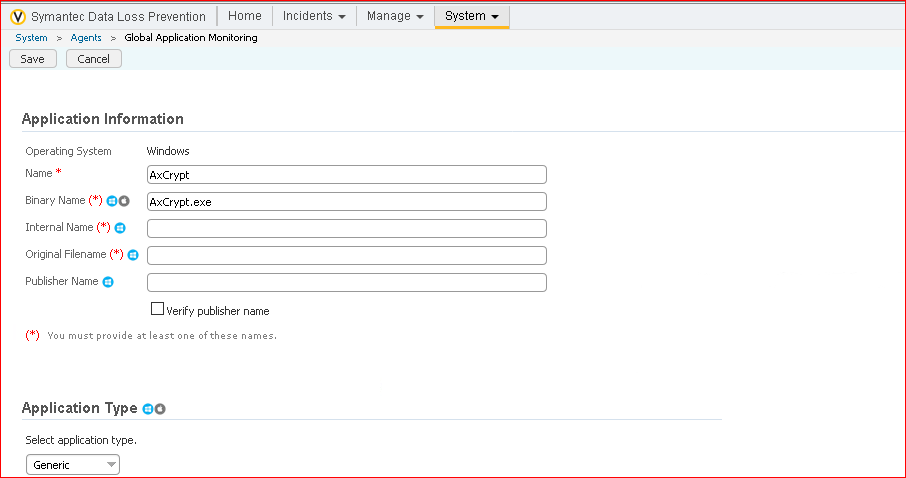 Symantec Data Loss Prevention Home Incidents Manage System
System > Agents > Global Application Monitoring
Save Cancel
Application Information
Operating System Windows
Name * AxCrypt
Binary Name (*) AxCrypt.exe
Internal Name (*)
Original Filename (*)
Publisher Name
Verify publisher name
(*) You must provide at least one of these names.
Application Type
Select application type.
Generic